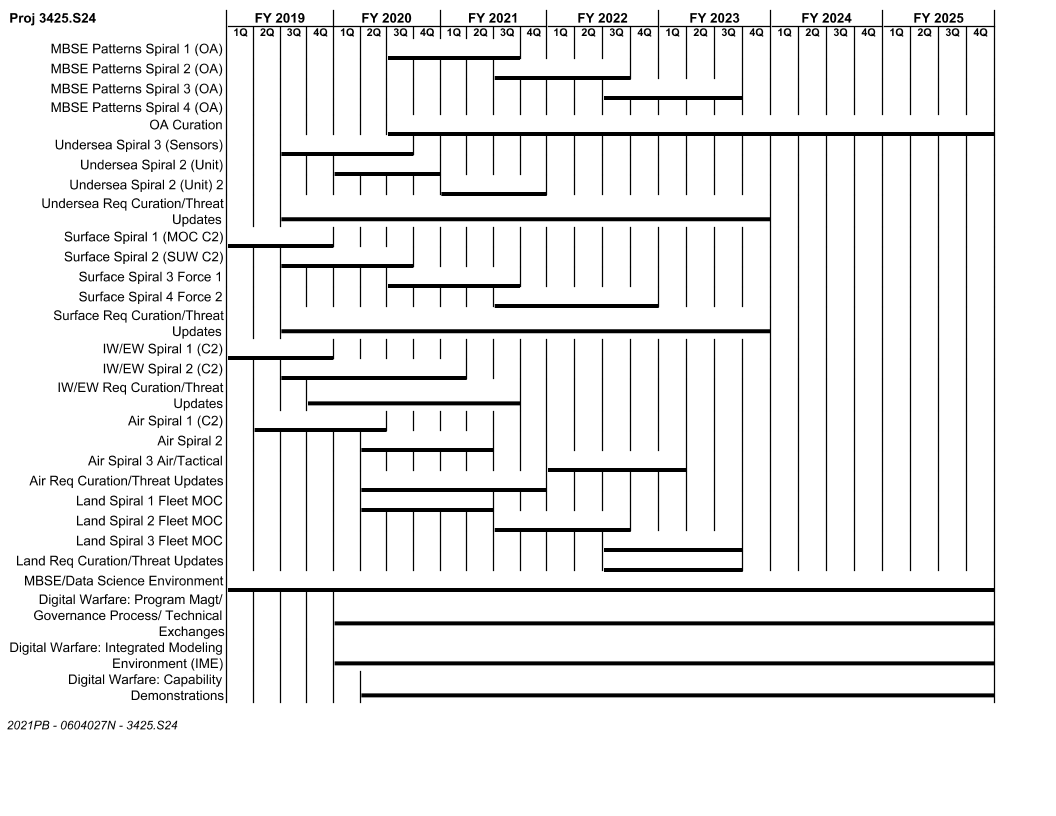 Proj 3425.S24
FY 2019 FY 2020 FY 2021 FY 2022 FY 2023 FY 2024 FY 2025
1Q 2Q 3Q 4Q 1Q 2Q 3Q 4Q 1Q 2Q 3Q 4Q 1Q 2Q 3Q 4Q 1Q 2Q 3Q 4Q 1Q 2Q 3Q 4Q 1Q 2Q 3Q 4Q
MBSE Patterns Spiral 1 (OA)
MBSE Patterns Spiral 2 (OA)
MBSE Patterns Spiral 3 (OA)
MBSE Patterns Spiral 4 (OA)
OA Curation
Undersea Spiral 3 (Sensors)
Undersea Spiral 2 (Unit)
Undersea Spiral 2 (Unit) 2
Undersea Req Curation/Threat
Updates
Surface Spiral 1 (MOC C2)
Surface Spiral 2 (SUW C2)
Surface Spiral 3 Force 1
Surface Spiral 4 Force 2
Surface Req Curation/Threat
Updates
IW/EW Spiral 1 (C2)
IW/EW Spiral 2 (C2)
IW/EW Req Curation/Threat
Updates
Air Spiral 1 (C2)
Air Spiral 2
Air Spiral 3 Air/Tactical
Air Req Curation/Threat Updates
Land Spiral 1 Fleet MOC
Land Spiral 2 Fleet MOC
Land Spiral 3 Fleet MOC
Land Req Curation/Threat Updates
MBSE/Data Science Environment
Digital Warfare: Program Magt/
Governance Process/ Technical
Exchanges
Digital Warfare: Integrated Modeling
Environment (IME)
Digital Warfare: Capability
Demonstrations
2021PB - 0604027N - 3425.S24